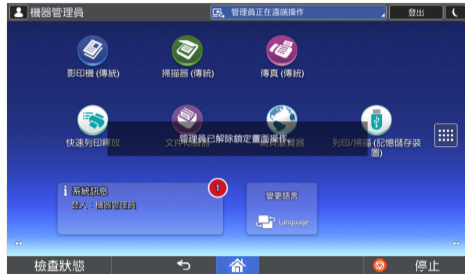 機器管理員
管理員正在遠端操作
登出
影印機 (傳統)
掃描器 (傳統)
傳真 (傳統)
快速列印釋放
管理員已解除鎖定畫面操作。
列印/掃描 (記憶儲存裝
置)
系統訊息
1
登入：機器管理員
變更語言
Language
檢查狀態
停止